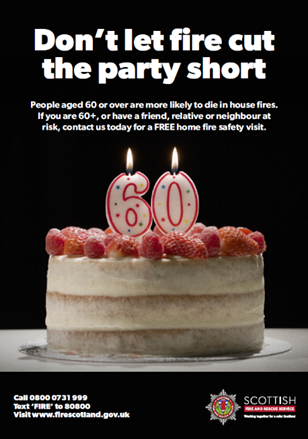 Don't let fire cut
the party short
People aged 60 or over are more likely to die in house fires.
If you are 60+, or have a friend, relative or neighbour at
risk, contact us today for a FREE home fire safety visit.
60
Call 0800 0731 999
Text 'FIRE' to 80800
Visit www.firescotland.gov.uk
SCOTTISH
FIRE AND RESCUE SERVICE
Working together for a safer Scotland